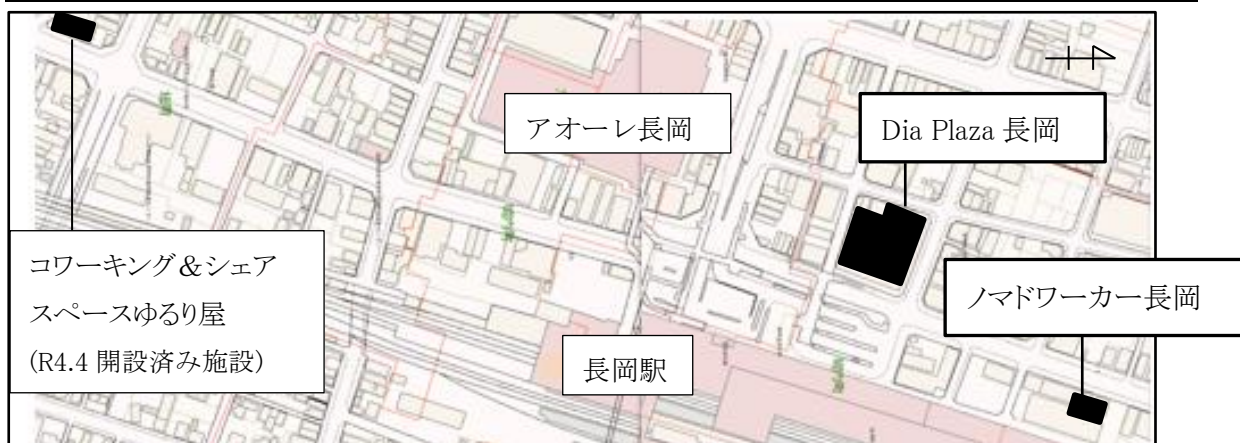 アオーレ長岡
Dia Plaza 長岡
コワーキング＆シェア
スペースゆるり屋
(R4.4 開設済み施設)
長岡駅
ノマドワーカー長岡